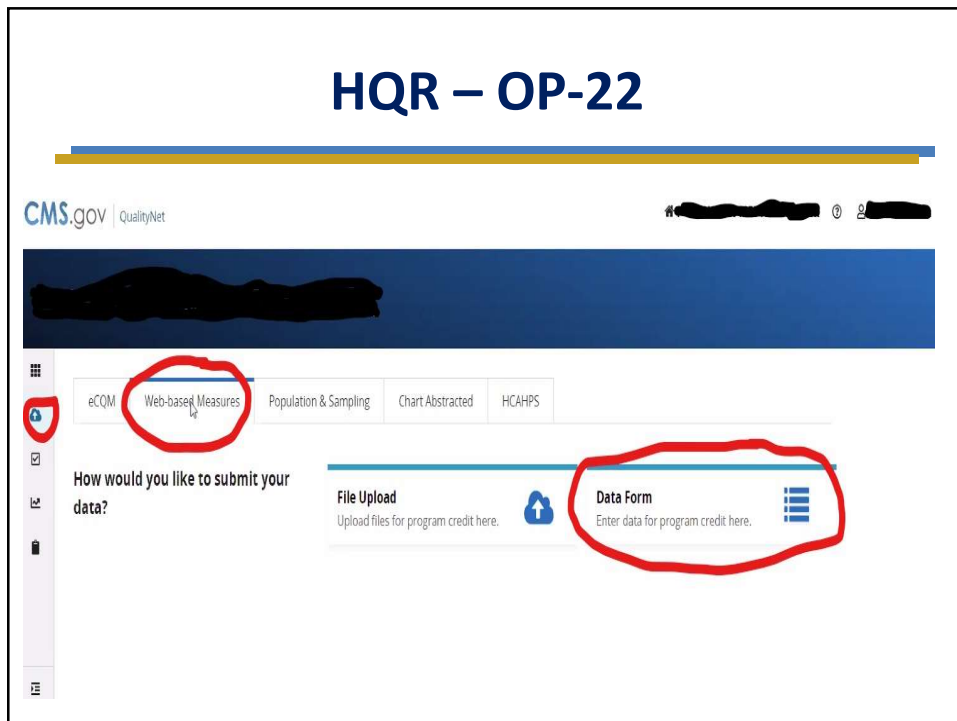 HQR – OP-22
CMS.gov QualityNet
eCQM Web-based Measures Population & Sampling Chart Abstracted HCAHPS
How would you like to submit your
data?
File Upload
Upload files for program credit here.
Data Form
Enter data for program credit here.